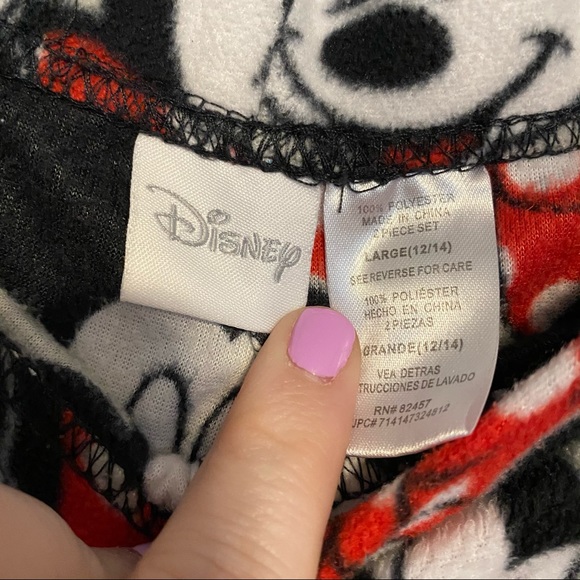 Disney
100% POLYESTER
MADE IN CHINA
2 PIECE SET
LARGE(12/14)
SEE REVERSE FOR CARE
100% POLIÉSTER
HECHO EN CHINA
2 PIEZAS
GRANDE(12/14)
VEA DETRAS
TRUCCIONES DE LAVADO
RN# 82457
UPC# 714147324812